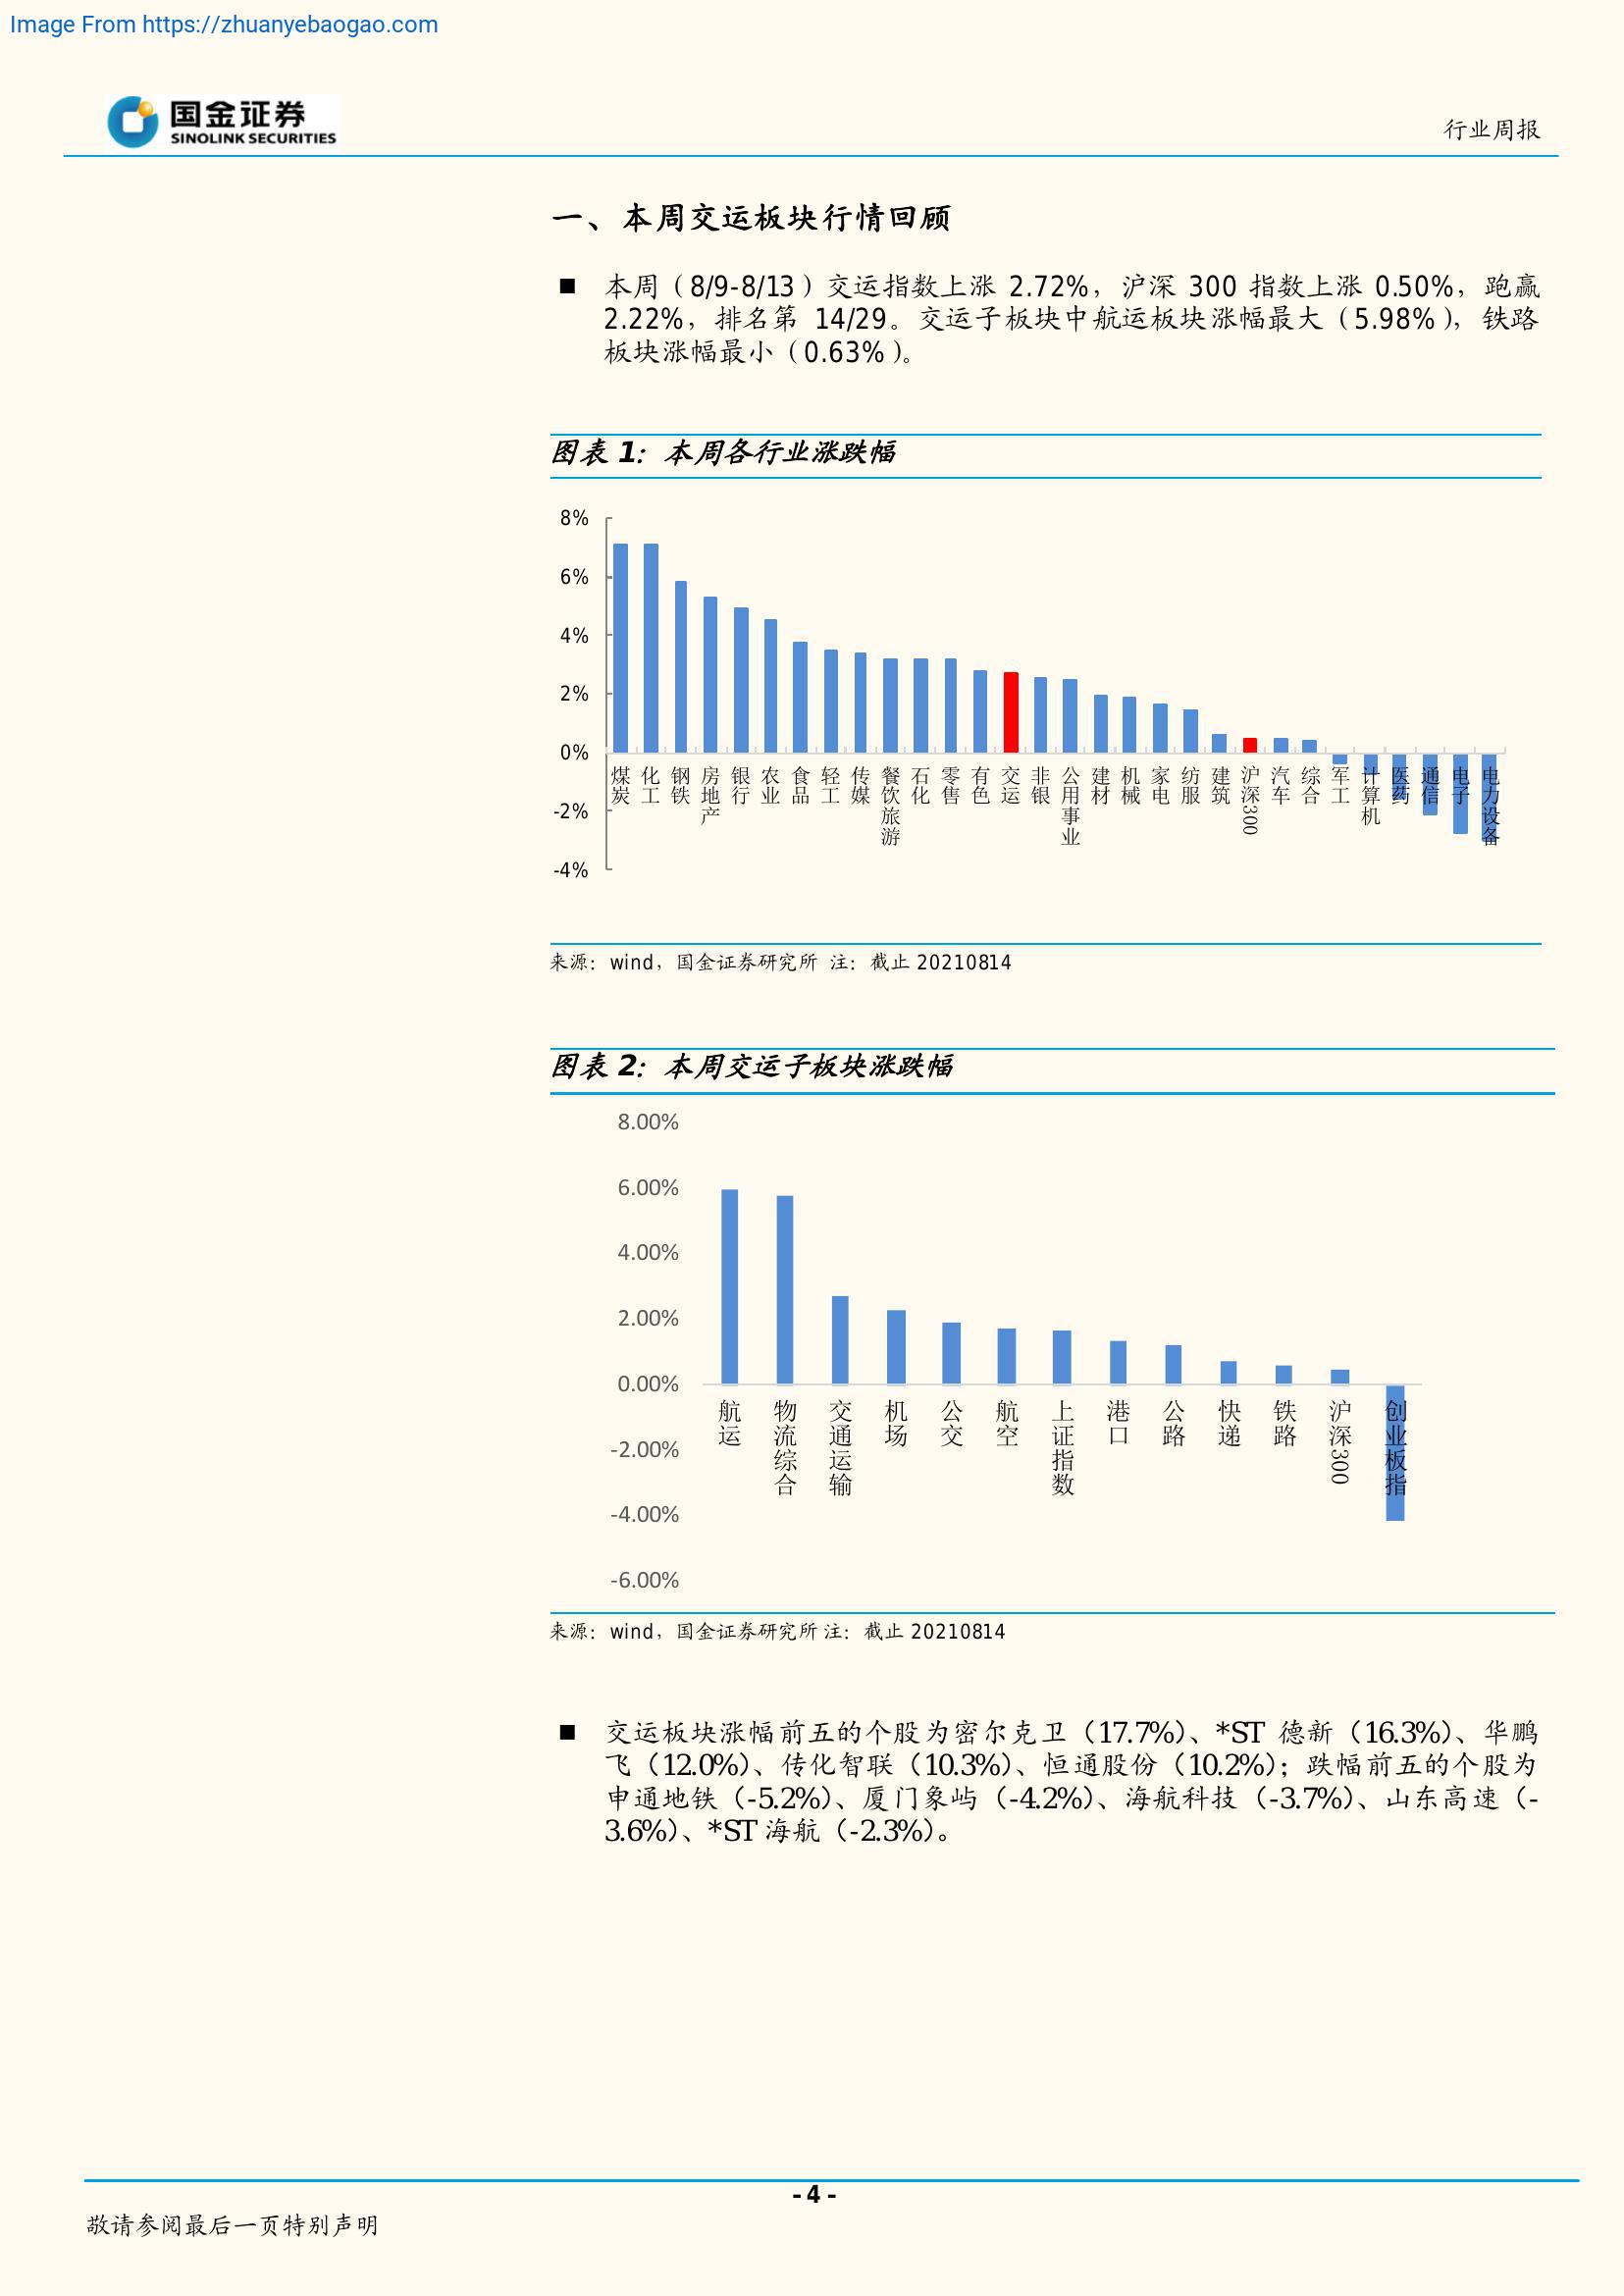 Image From https://zhuanyebaogao.com
国金证券
SINOLINK SECURITIES
行业周报
一、本周交运板块行情回顾
■ 本周（8/9-8/13）交运指数上涨 2.72%，沪深 300 指数上涨 0.50%，跑赢
2.22%，排名第 14/29。交运子板块中航运板块涨幅最大（5.98%），铁路
板块涨幅最小（0.63%）。
图表 1：本周各行业涨跌幅
8%
6%
4%
2%
0%
-2%
-4%
煤炭
化工
钢铁
房地产
银行
农业
食品
轻工
传媒
餐饮旅游
石化
零售
有色
交运
非银
公用事业
建材
机械
家电
纺服
建筑
沪深300
汽车
综合
军工
计算机
医药
通信
电子
电力设备
来源：wind，国金证券研究所 注：截止 20210814
图表 2：本周交运子板块涨跌幅
8.00%
6.00%
4.00%
2.00%
0.00%
-2.00%
-4.00%
-6.00%
航运
物流综合
交通运输
机场
公交
航空
上证指数
港口
公路
快递
铁路
沪深300
创业板指
来源：wind，国金证券研究所 注：截止 20210814
■ 交运板块涨幅前五的个股为密尔克卫（17.7%）、*ST 德新（16.3%）、华鹏
飞（12.0%）、传化智联（10.3%）、恒通股份（10.2%）；跌幅前五的个股为
申通地铁（-5.2%）、厦门象屿（-4.2%）、海航科技（-3.7%）、山东高速（-
3.6%）、*ST 海航（-2.3%）。
- 4 -
敬请参阅最后一页特别声明